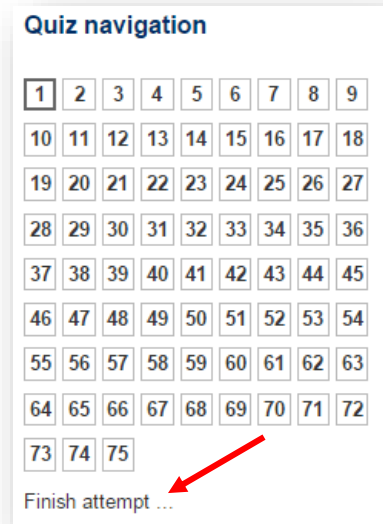 Quiz navigation
1 2 3 4 5 6 7 8 9
10 11 12 13 14 15 16 17 18
19 20 21 22 23 24 25 26 27
28 29 30 31 32 33 34 35 36
37 38 39 40 41 42 43 44 45
46 47 48 49 50 51 52 53 54
55 56 57 58 59 60 61 62 63
64 65 66 67 68 69 70 71 72
73 74 75
Finish attempt ...